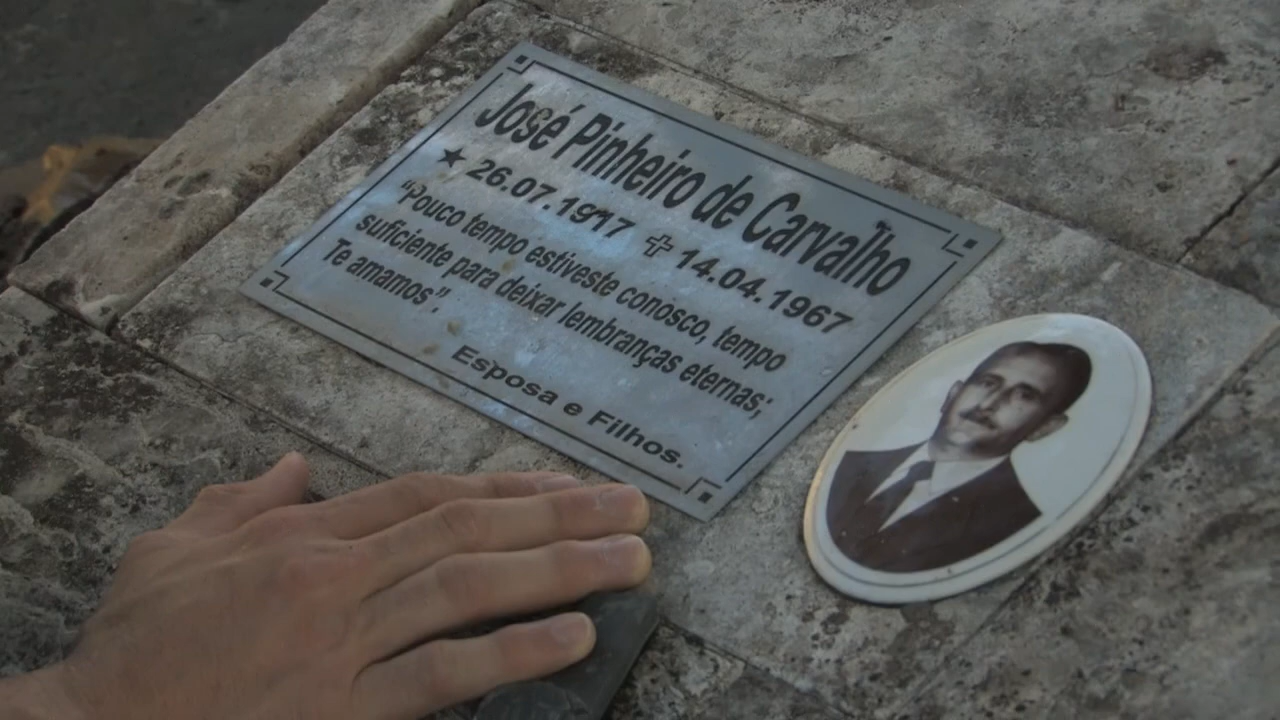 José Pinheiro de Carvalho
★ 26.07.1917 ✞ 14.04.1967
“Pouco tempo estiveste conosco, tempo
suficiente para deixar lembranças eternas;
Te amamos”.
Esposa e Filhos.